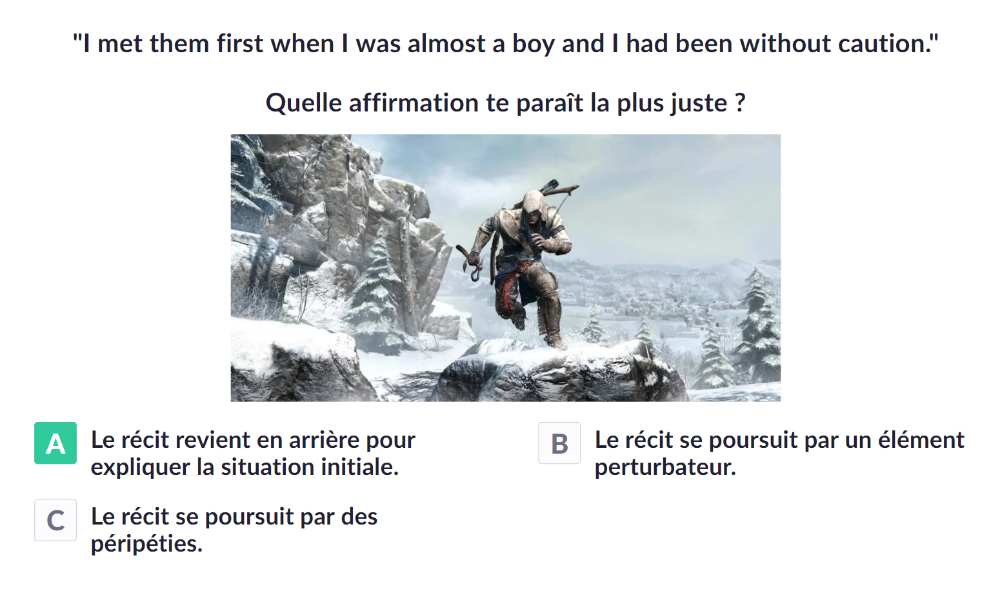 "I met them first when I was almost a boy and I had been without caution."
Quelle affirmation te paraît la plus juste ?
A
Le récit revient en arrière pour
expliquer la situation initiale.
B
Le récit se poursuit par un élément
perturbateur.
C
Le récit se poursuit par des
péripéties.